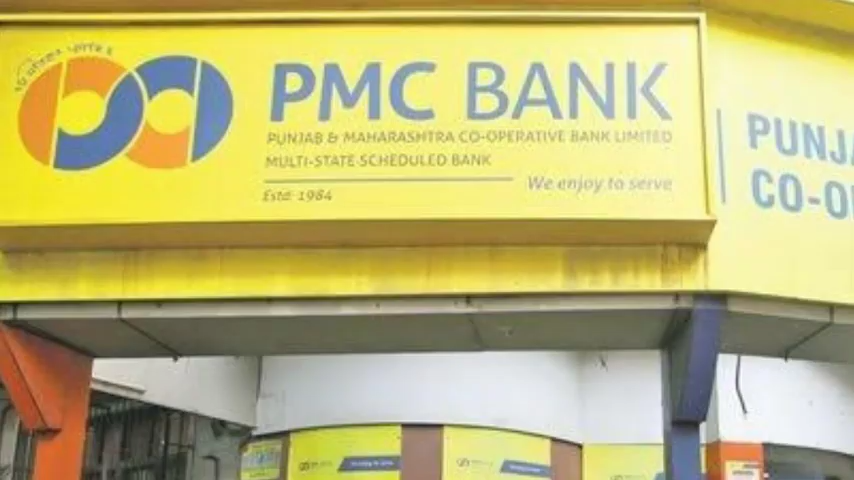 PMC BANK
PUNJAB & MAHARASHTRA CO-OPERATIVE BANK LIMITED
MULTI-STATE SCHEDULED BANK
We enjoy to serve
Estd. 1984
PUNJA
CO-O